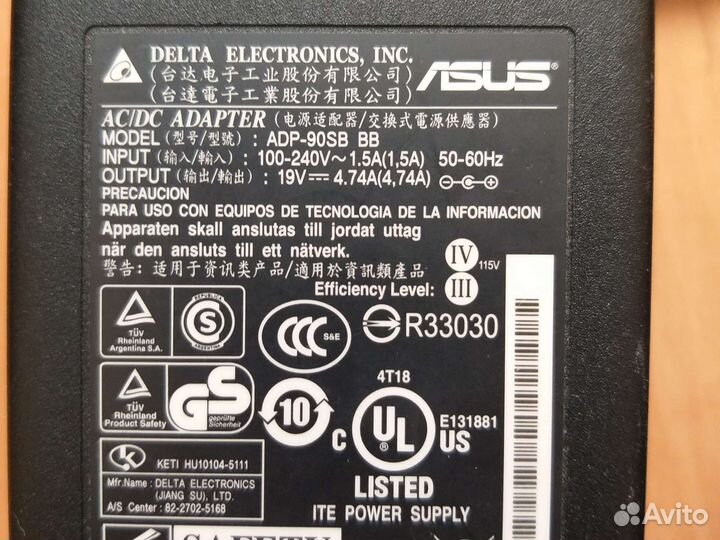 DELTA ELECTRONICS, INC.
(台达电子工业股份有限公司)
(台達電子工業股份有限公司)
ASUS
AC/DC ADAPTER (电源适配器/交换式電源供應器)
MODEL (型号/型號): ADP-90SB BB
INPUT (输入/輸入): 100-240V~1.5A(1,5A) 50-60Hz
OUTPUT (输出/輸出): 19V⎓4.74A(4,74A)
PRECAUCION
PARA USO CON EQUIPOS DE TECNOLOGIA DE LA INFORMACION
Apparaten skall anslutas till jordat uttag
när den ansluts till ett nätverk.
警告: 适用于资讯类产品/適用於資訊類產品
Efficiency Level: IV
III 115V
TÜV
Rheinland
Argentina S.A.
REPUBLICA
S
ARGENTINA
CCC
S&E
R33030
TÜV
Rheinland
Product Safety
GS
geprüfte
Sicherheit
10
4T18
C UL US
®
E131881
LISTED
ITE POWER SUPPLY
K
KETI HU10104-5111
Mfr.Name: DELTA ELECTRONICS
(JIANG SU), LTD.
A/S Center: 82-2702-5168
SAFETY
Avito